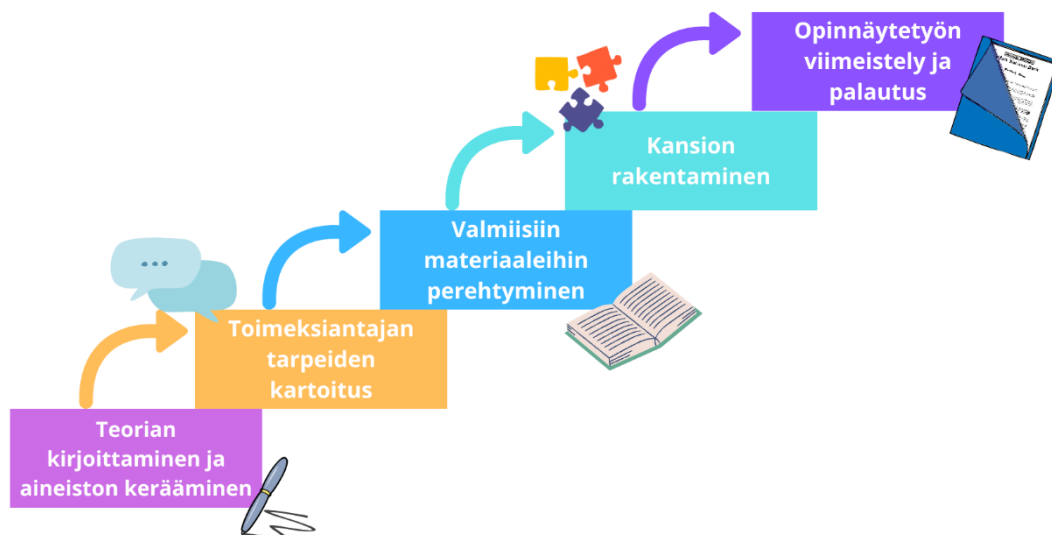 Opinnäytetyön
viimeistely ja
palautus
Kansion
rakentaminen
Valmiisiin
materiaaleihin
perehtyminen
Toimeksiantajan
tarpeiden
kartoitus
Teorian
kirjoittaminen ja
aineiston kerääminen